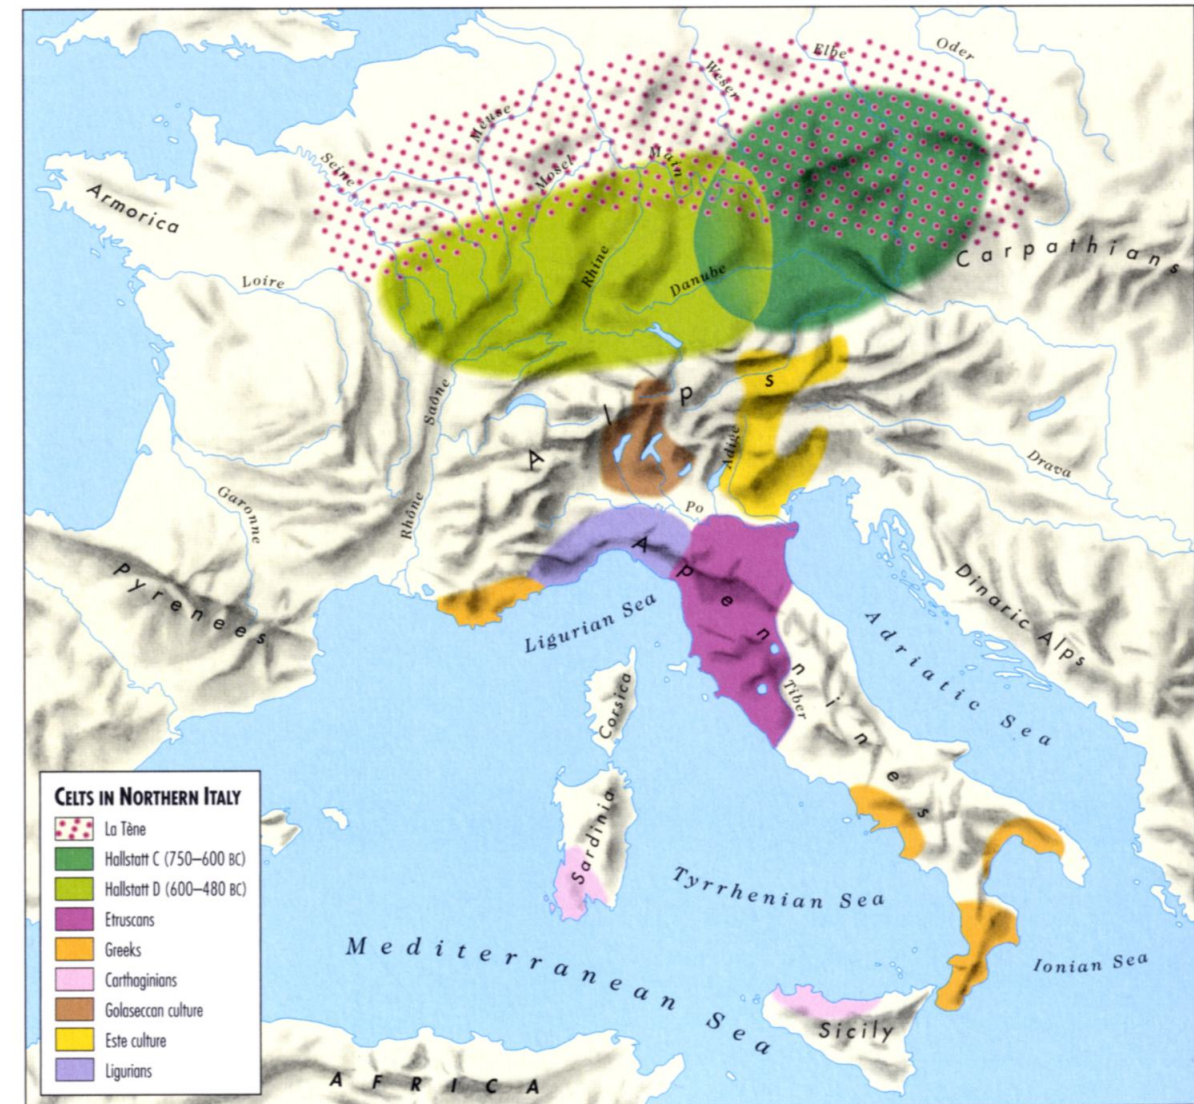 Oder
Elbe
Weser
Meuse
Main
Seine
Mosel
Armorica
Carpathians
Rhine
Danube
Loire
Alps
Saône
Adige
Drava
Garonne
Po
Rhône
Apennines
Pyrenees
Dinaric Alps
Ligurian Sea
Adriatic Sea
Tiber
Corsica
Sardinia
Tyrrhenian Sea
Mediterranean Sea
Ionian Sea
Sicily
AFRICA
CELTS IN NORTHERN ITALY
La Tène
Hallstatt C (750–600 BC)
Hallstatt D (600–480 BC)
Etruscans
Greeks
Carthaginians
Golaseccan culture
Este culture
Ligurians